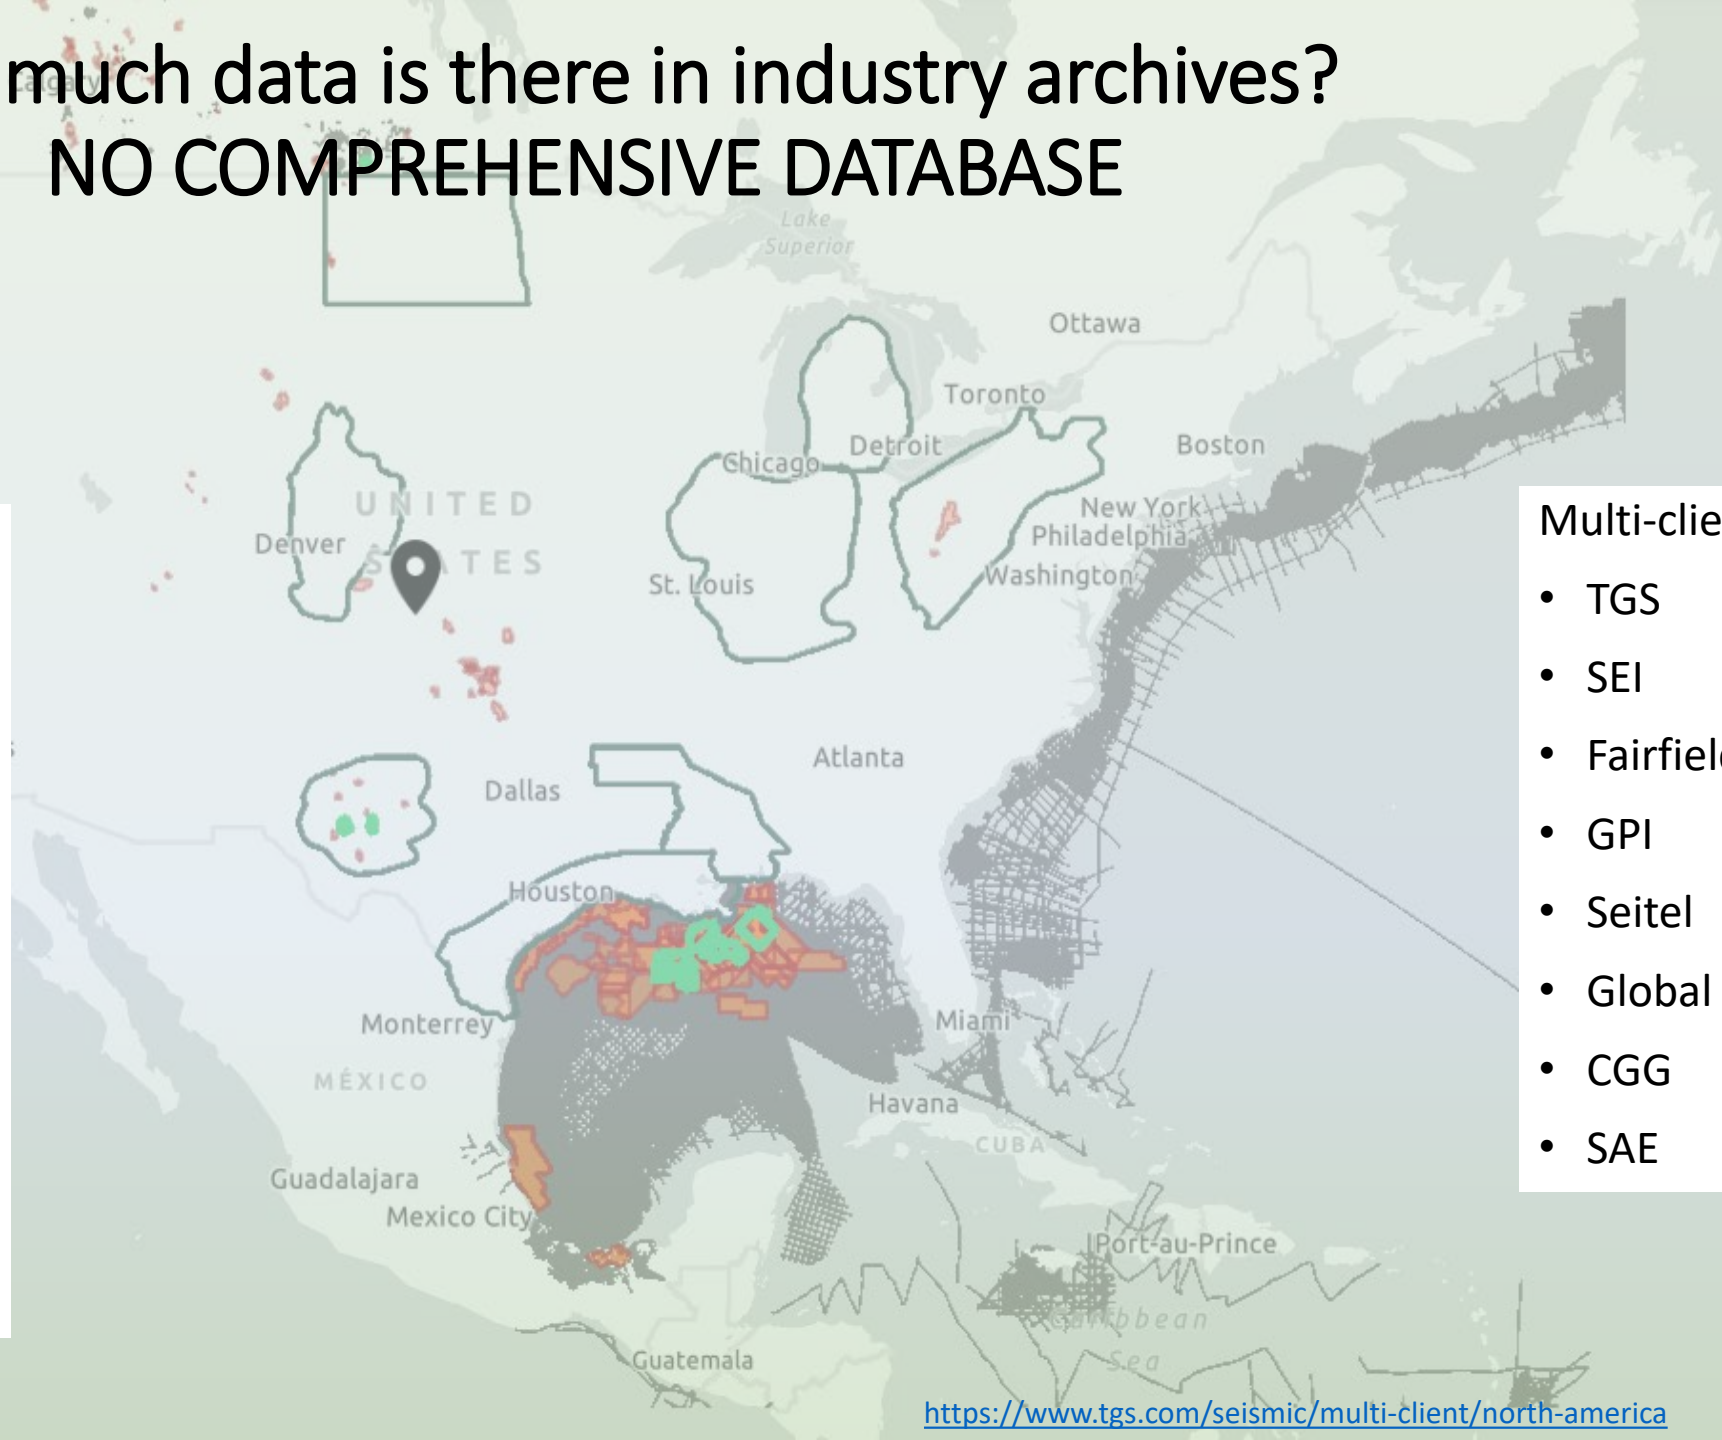 much data is there in industry archives?
NO COMPREHENSIVE DATABASE
Calgary
Lake
Superior
Ottawa
Toronto
Detroit
Boston
Chicago
UNITED
STATES
New York
Philadelphia
Denver
Washington
St. Louis
Atlanta
Dallas
Houston
Monterrey
Miami
MÉXICO
Havana
CUBA
Guadalajara
Mexico City
Port-au-Prince
Caribbean
Sea
Guatemala
Multi-clie
• TGS
• SEI
• Fairfield
• GPI
• Seitel
• Global
• CGG
• SAE
https://www.tgs.com/seismic/multi-client/north-america